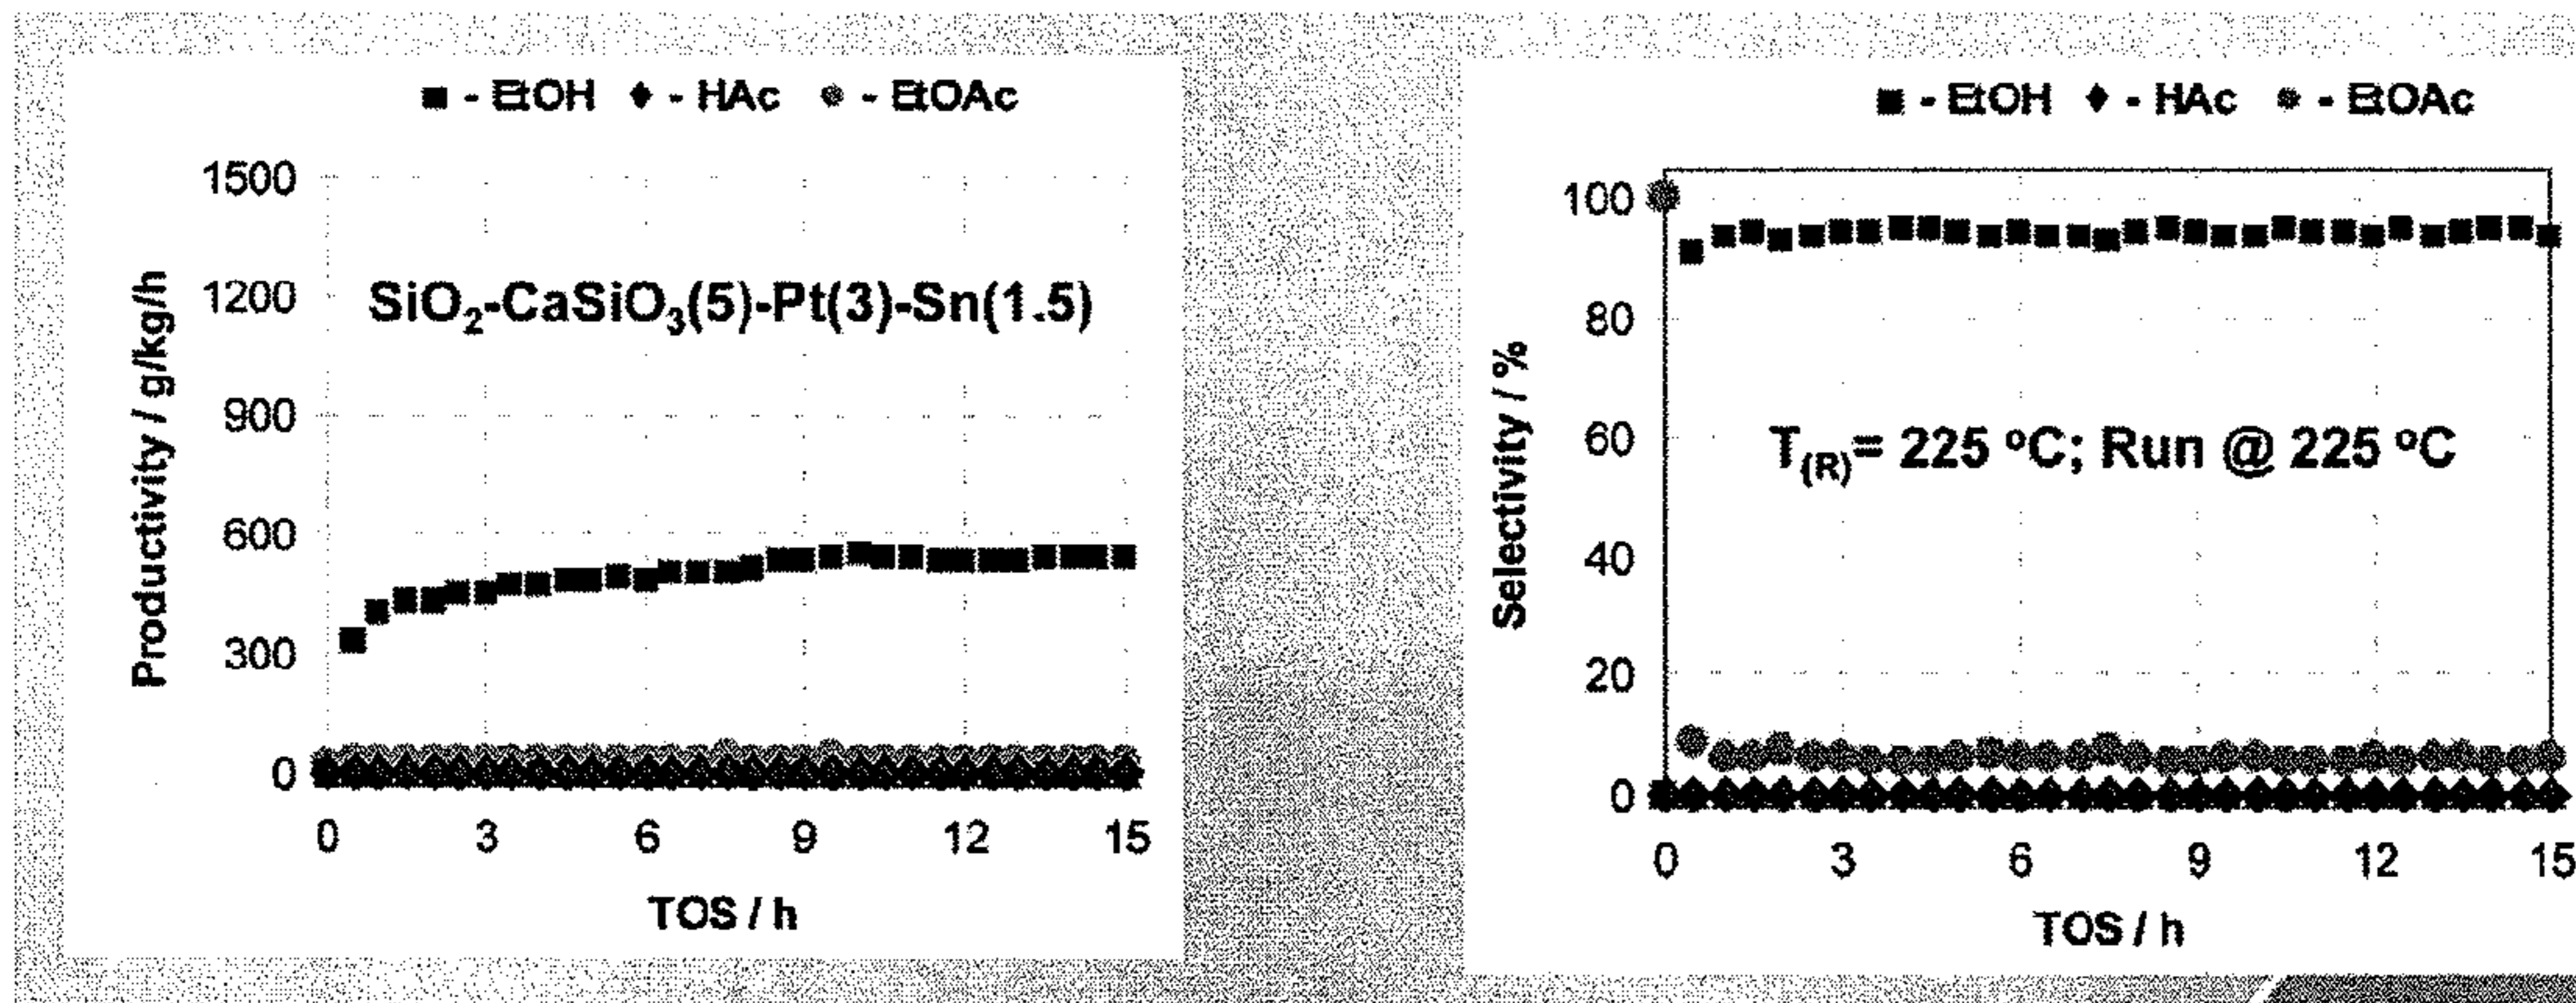 ■ - EtOH ♦ - HAc ● - EtOAc
1500
1200
900
600
300
0
Productivity / g/kg/h
SiO₂-CaSiO₃(5)-Pt(3)-Sn(1.5)
0 3 6 9 12 15
TOS / h
■ - EtOH ♦ - HAc ● - EtOAc
100
80
60
40
20
0
Selectivity / %
T(R)= 225 ºC; Run @ 225 ºC
0 3 6 9 12 15
TOS / h